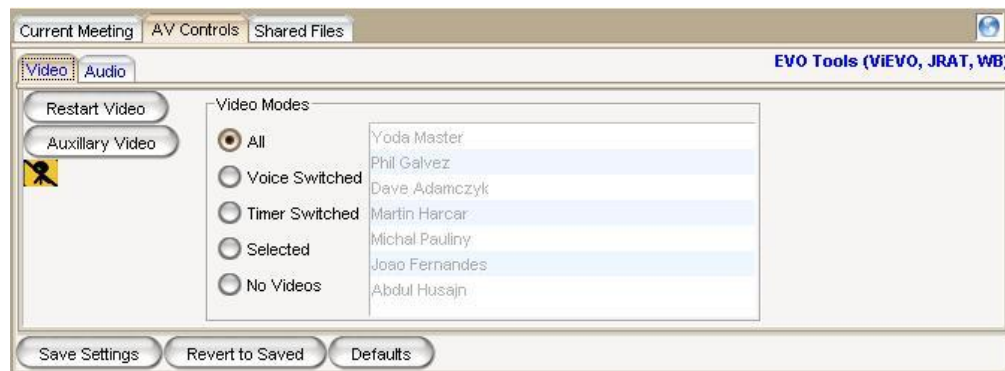 Current Meeting AV Controls Shared Files
Video Audio
EVO Tools (ViEVO, JRAT, WB)
Restart Video
Auxillary Video
Video Modes
All
Voice Switched
Timer Switched
Selected
No Videos
Yoda Master
Phil Galvez
Dave Adamczyk
Martin Harcar
Michal Pauliny
Joao Fernandes
Abdul Husajn
Save Settings Revert to Saved Defaults